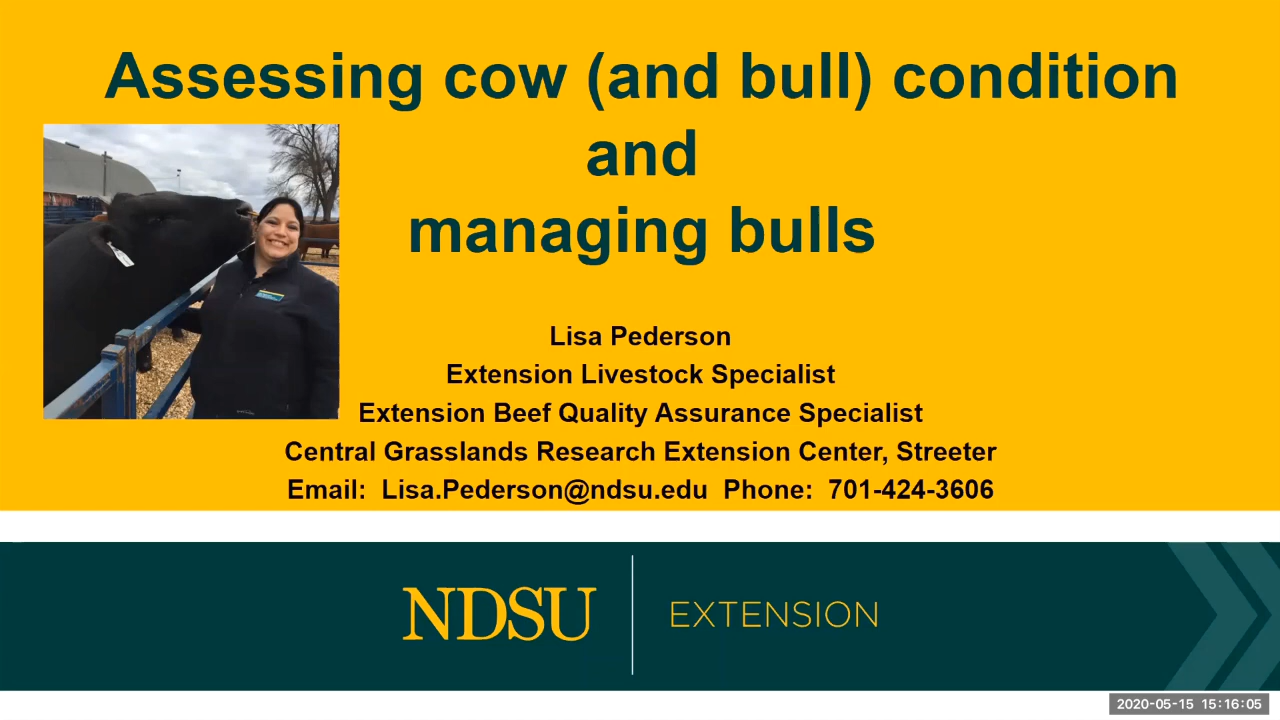 Assessing cow (and bull) condition
and
managing bulls
Lisa Pederson
Extension Livestock Specialist
Extension Beef Quality Assurance Specialist
Central Grasslands Research Extension Center, Streeter
Email: Lisa.Pederson@ndsu.edu Phone: 701-424-3606
NDSU EXTENSION
2020-05-15 15:16:05